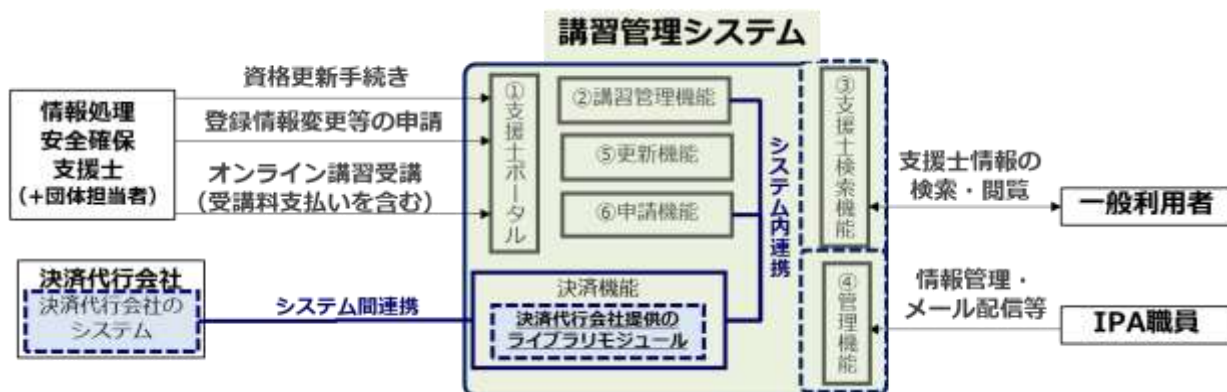 講習管理システム
情報処理
安全確保
支援士
（+団体担当者）
資格更新手続き
登録情報変更等の申請
オンライン講習受講
（受講料支払いを含む）
①支援士ポータル
②講習管理機能
⑤更新機能
⑥申請機能
システム内連携
③支援士検索機能
④管理機能
支援士情報の
検索・閲覧
一般利用者
情報管理・
メール配信等
IPA職員
決済代行会社
決済代行会社の
システム
システム間連携
決済機能
決済代行会社提供の
ライブラリモジュール